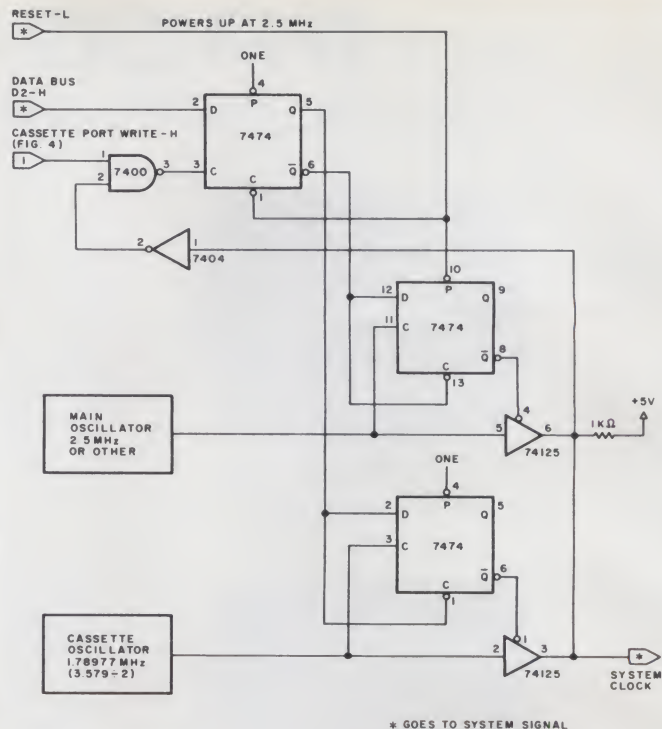 RESET-L
*
POWERS UP AT 2.5 MHz
ONE
4
P
DATA BUS
D2-H
*
2
D
Q
5
7474
CASSETTE PORT WRITE-H
(FIG. 4)
1
1
2
7400
3
3
C
Q̅
6
C
1
2
1
7404
10
P
12
D
Q
9
11
C
7474
Q̅
8
C
13
MAIN
OSCILLATOR
2 5MHz
OR OTHER
5
4
6
74125
1KΩ
+5V
ONE
4
P
2
D
Q
5
3
C
7474
Q̅
6
C
1
CASSETTE
OSCILLATOR
1.78977 MHz
(3.579÷2)
2
1
3
74125
*
SYSTEM
CLOCK
* GOES TO SYSTEM SIGNAL